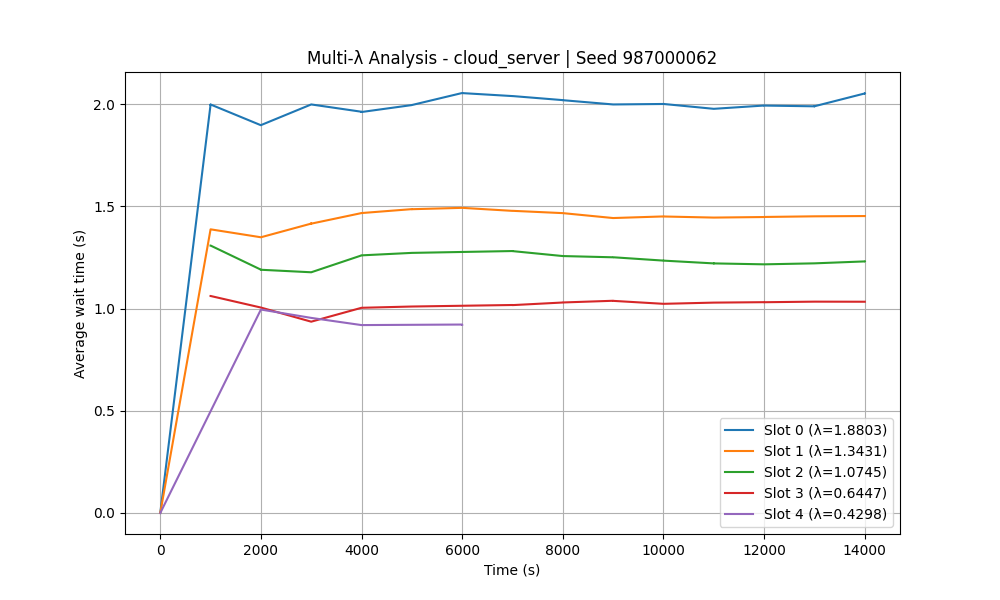 Multi-λ Analysis - cloud_server | Seed 987000062
Average wait time (s)
2.0
1.5
1.0
0.5
0.0
Slot 0 (λ=1.8803)
Slot 1 (λ=1.3431)
Slot 2 (λ=1.0745)
Slot 3 (λ=0.6447)
Slot 4 (λ=0.4298)
0 2000 4000 6000 8000 10000 12000 14000
Time (s)